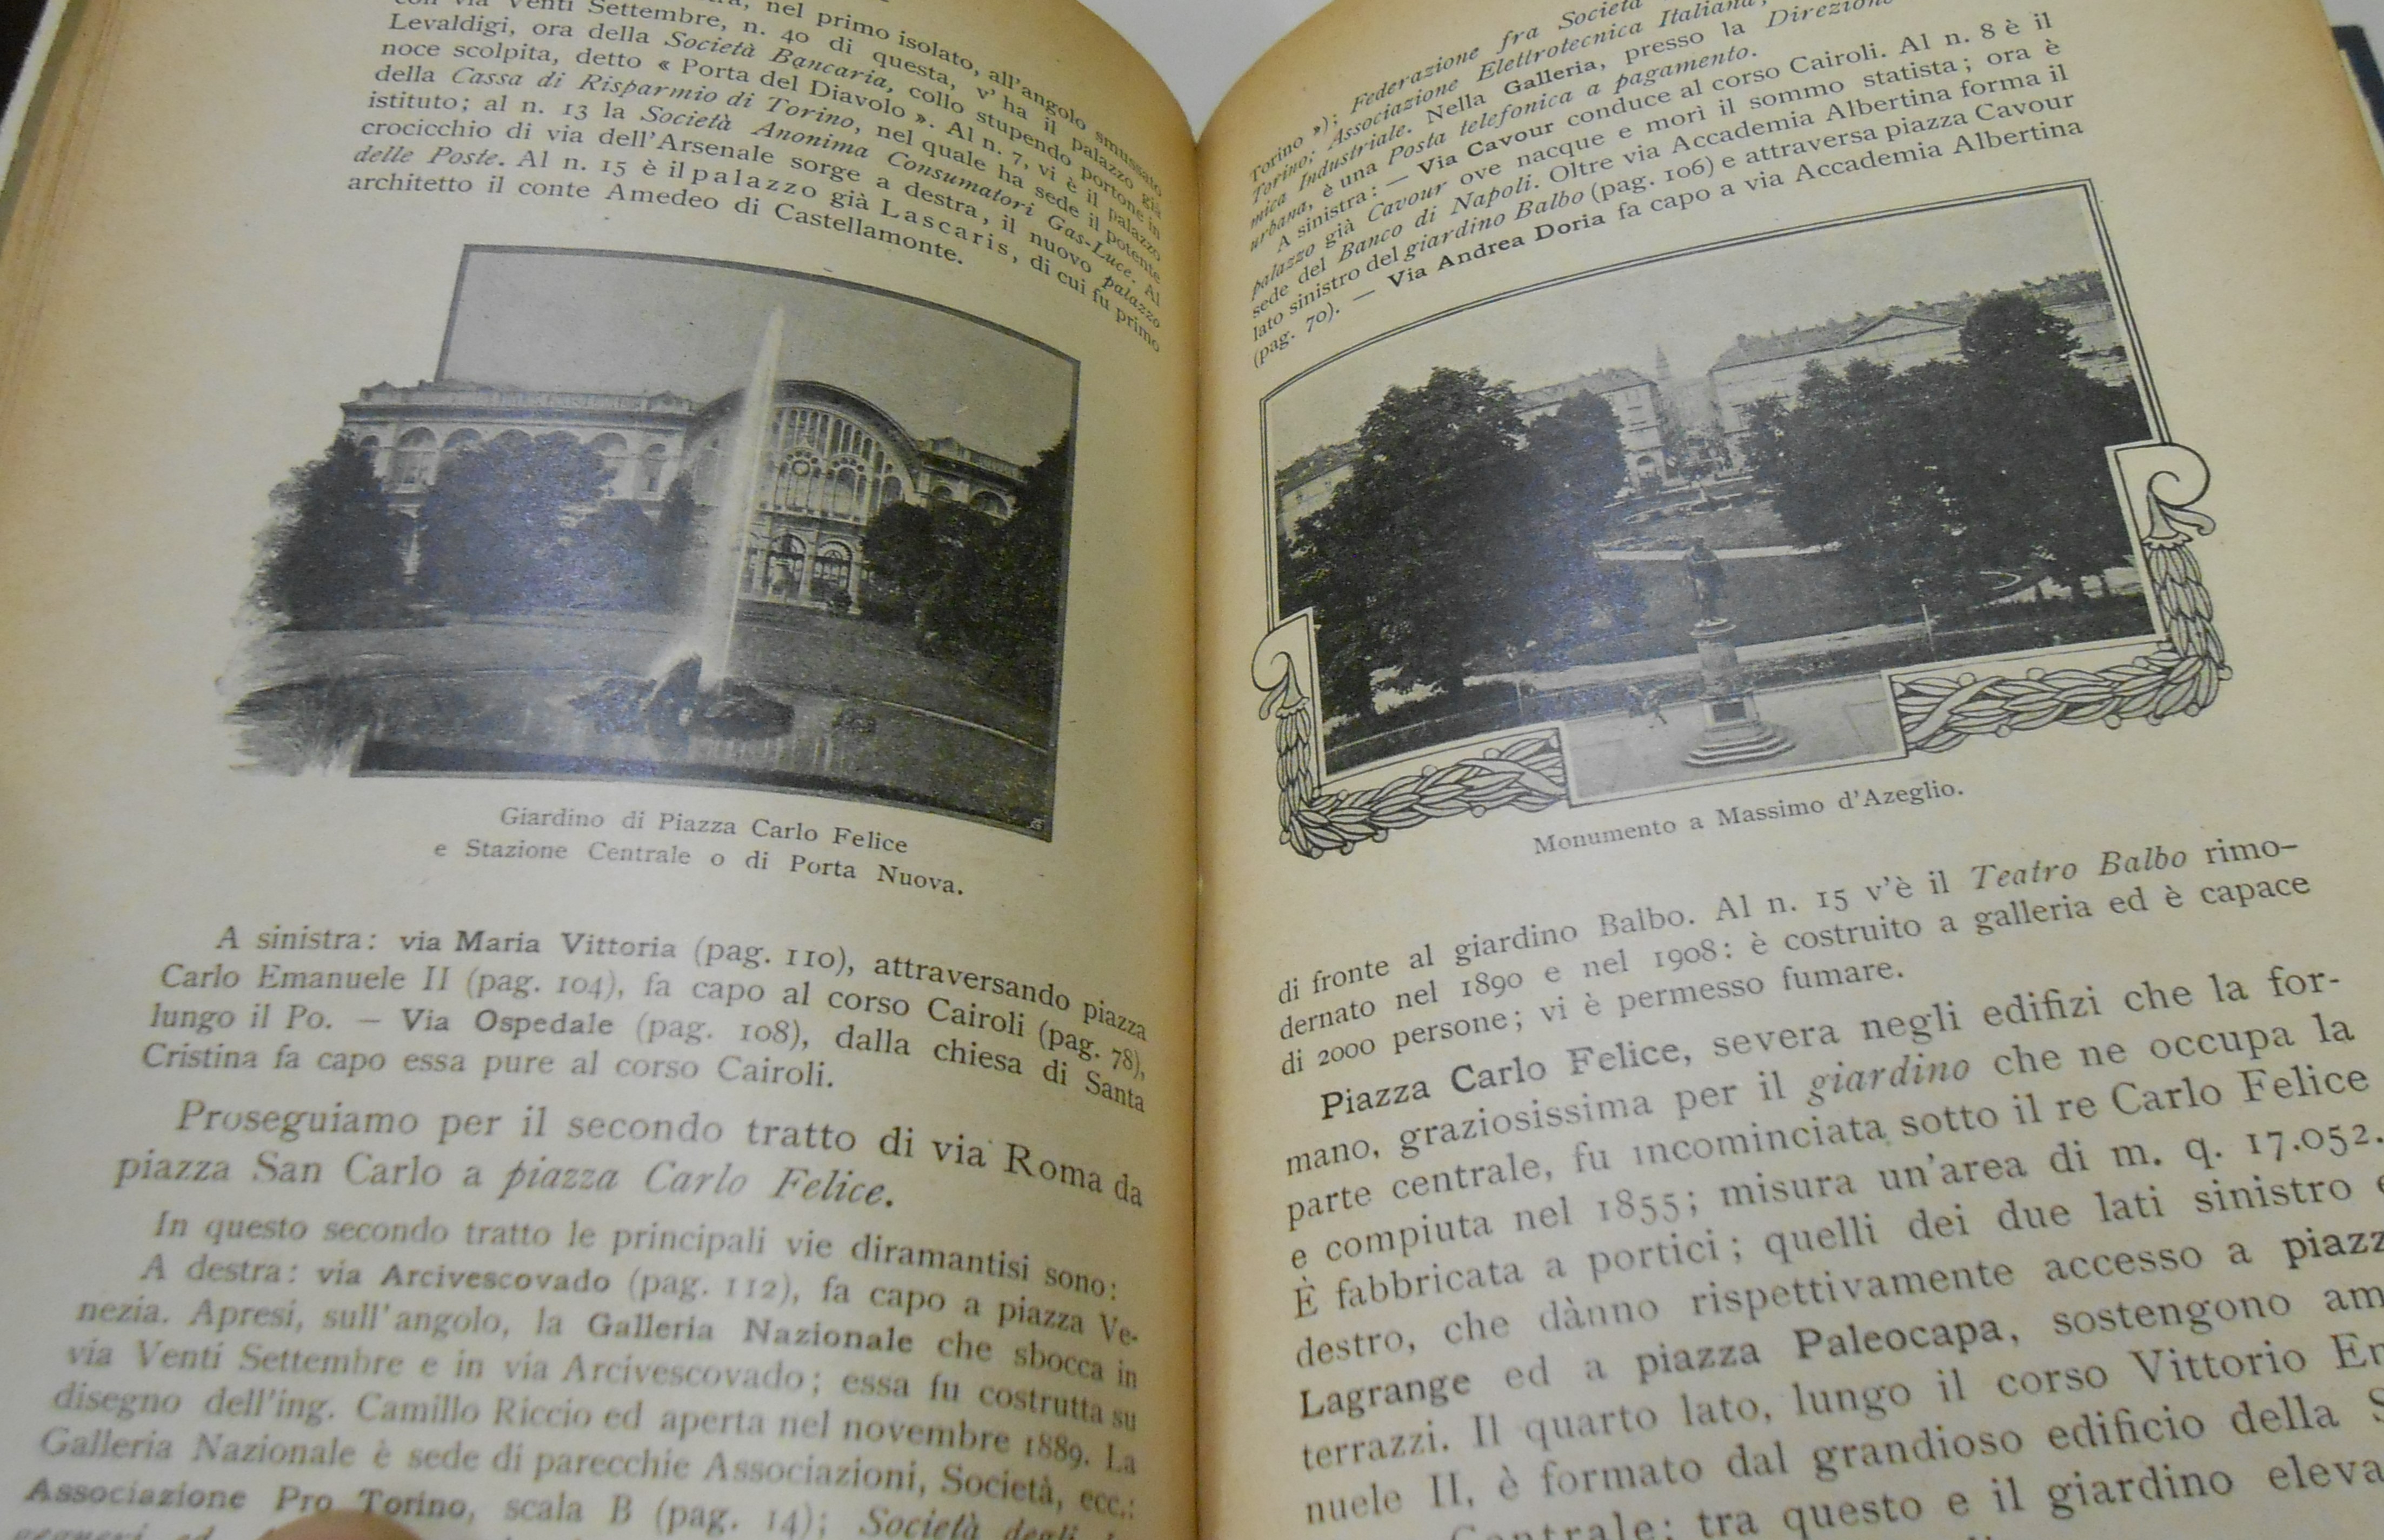 nel primo isolato, all'angolo smussato
con via Venti Settembre, n. 40 di questa, v' ha il palazzo già
Levaldigi, ora della Società Bancaria, collo stupendo portone in
noce scolpita, detto « Porta del Diavolo ». Al n. 7, vi è il palazzo
della Cassa di Risparmio di Torino, nel quale ha sede il potente
istituto; al n. 13 la Società Anonima Consumatori Gas-Luce. Al
crocicchio di via dell'Arsenale sorge a destra, il nuovo palazzo
delle Poste. Al n. 15 è il palazzo già Lascaris, di cui fu primo
architetto il conte Amedeo di Castellamonte.
Giardino di Piazza Carlo Felice
e Stazione Centrale o di Porta Nuova.
A sinistra: via Maria Vittoria (pag. 110), attraversando piazza
Carlo Emanuele II (pag. 104), fa capo al corso Cairoli (pag. 78),
lungo il Po. — Via Ospedale (pag. 108), dalla chiesa di Santa
Cristina fa capo essa pure al corso Cairoli.
Proseguiamo per il secondo tratto di via Roma da
piazza San Carlo a piazza Carlo Felice.
In questo secondo tratto le principali vie diramantisi sono:
A destra: via Arcivescovado (pag. 112), fa capo a piazza Ve-
nezia. Apresi, sull'angolo, la Galleria Nazionale che sbocca in
via Venti Settembre e in via Arcivescovado; essa fu costrutta su
disegno dell'ing. Camillo Riccio ed aperta nel novembre 1889. La
Galleria Nazionale è sede di parecchie Associazioni, Società, ecc.:
Associazione Pro Torino, scala B (pag. 14); Società degli
Torino »); Federazione fra Società
Torino; Associazione Elettrotecnica Italiana,
mica Industriale. Nella Galleria, presso la Direzione
urbana, è una Posta telefonica a pagamento.
A sinistra: — Via Cavour conduce al corso Cairoli. Al n. 8 è il
palazzo già Cavour ove nacque e morì il sommo statista; ora è
sede del Banco di Napoli. Oltre via Accademia Albertina forma il
lato sinistro del giardino Balbo (pag. 106) e attraversa piazza Cavour
(pag. 70). — Via Andrea Doria fa capo a via Accademia Albertina
Monumento a Massimo d'Azeglio.
di fronte al giardino Balbo. Al n. 15 v'è il Teatro Balbo rimo-
dernato nel 1890 e nel 1908: è costruito a galleria ed è capace
di 2000 persone; vi è permesso fumare.
Piazza Carlo Felice, severa negli edifizi che la for-
mano, graziosissima per il giardino che ne occupa la
parte centrale, fu incominciata sotto il re Carlo Felice
e compiuta nel 1855; misura un'area di m. q. 17.052.
È fabbricata a portici; quelli dei due lati sinistro e
destro, che dànno rispettivamente accesso a piazz
Lagrange ed a piazza Paleocapa, sostengono am
terrazzi. Il quarto lato, lungo il corso Vittorio Em
nuele II, è formato dal grandioso edificio della S
Centrale; tra questo e il giardino eleva